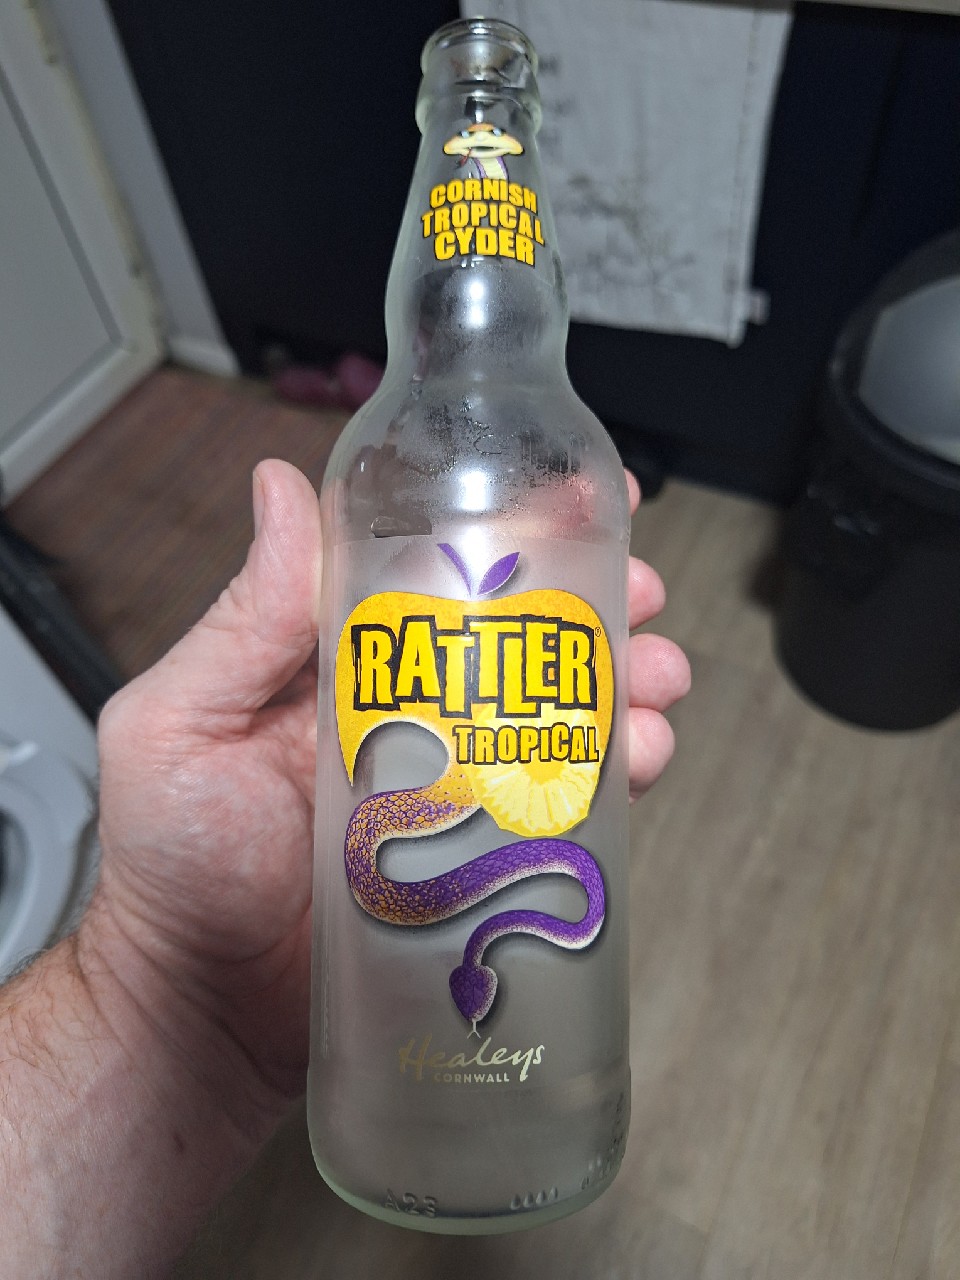 CORNISH
TROPICAL
CYDER
RATTLER®
TROPICAL
Healeys
CORNWALL
A23